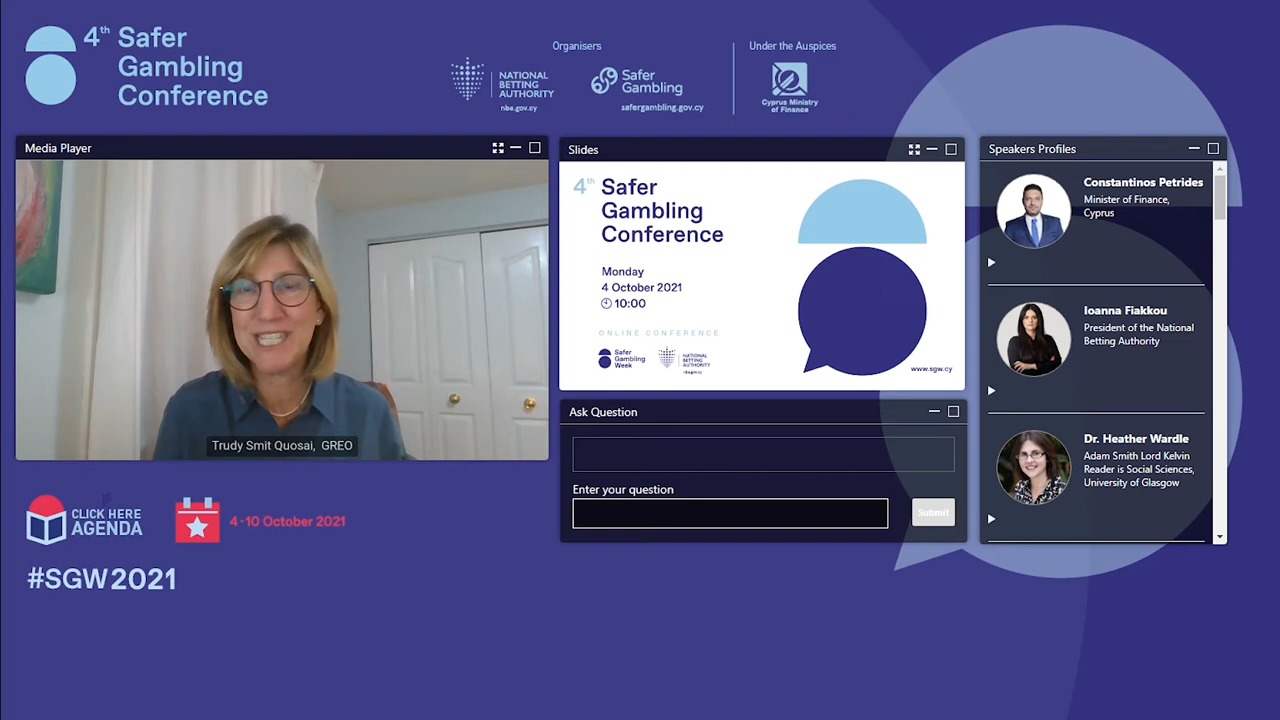 4th Safer
Gambling
Conference
Organisers
NATIONAL
BETTING
AUTHORITY
nba.gov.cy
Safer
Gambling
safergambling.gov.cy
Under the Auspices
Cyprus Ministry
of Finance
Media Player
Trudy Smit Quosai, GREO
Slides
4th Safer
Gambling
Conference
Monday
4 October 2021
10:00
ONLINE CONFERENCE
Safer
Gambling
Week
NATIONAL
BETTING
AUTHORITY
nba.gov.cy
www.sgw.cy
Ask Question
Enter your question
Submit
Speakers Profiles
Constantinos Petrides
Minister of Finance,
Cyprus
Ioanna Fiakkou
President of the National
Betting Authority
Dr. Heather Wardle
Adam Smith Lord Kelvin
Reader is Social Sciences,
University of Glasgow
CLICK HERE
AGENDA
4-10 October 2021
#SGW2021